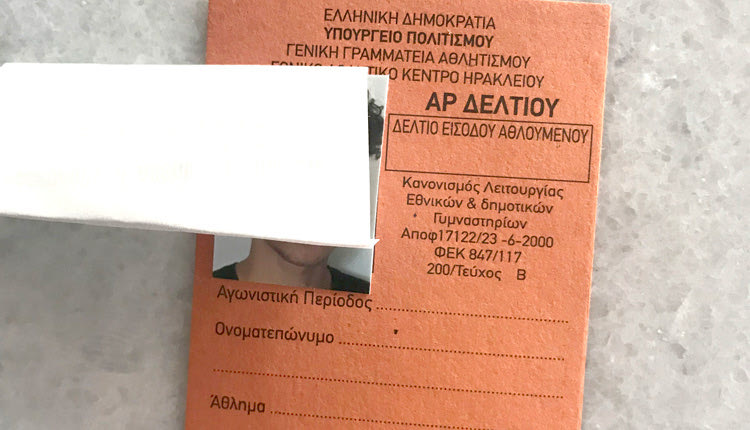 ΕΛΛΗΝΙΚΗ ΔΗΜΟΚΡΑΤΙΑ
ΥΠΟΥΡΓΕΙΟ ΠΟΛΙΤΙΣΜΟΥ
ΓΕΝΙΚΗ ΓΡΑΜΜΑΤΕΙΑ ΑΘΛΗΤΙΣΜΟΥ
ΚΕΝΤΡΟ ΗΡΑΚΛΕΙΟΥ
ΑΡ ΔΕΛΤΙΟΥ
ΔΕΛΤΙΟ ΕΙΣΟΔΟΥ ΑΘΛΟΥΜΕΝΟΥ
Κανονισμός Λειτουργίας
Εθνικών & δημοτικών
Γυμναστηρίων
Αποφ17122/23 -6-2000
ΦΕΚ 847/117
200/Τεύχος Β
Αγωνιστική Περίοδος
Ονοματεπώνυμο
Άθλημα